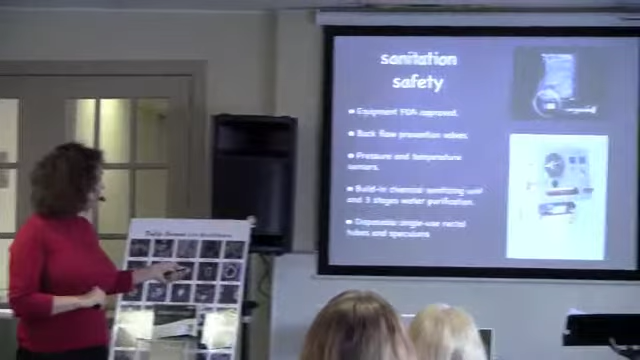 sanitation
safety
Equipment FDA approved.
Back flow prevention valves.
Pressure and temperature
sensors.
Build-in chemical sanitizing unit
and 3 stages water purification.
Disposable single-use rectal
tubes and speculums